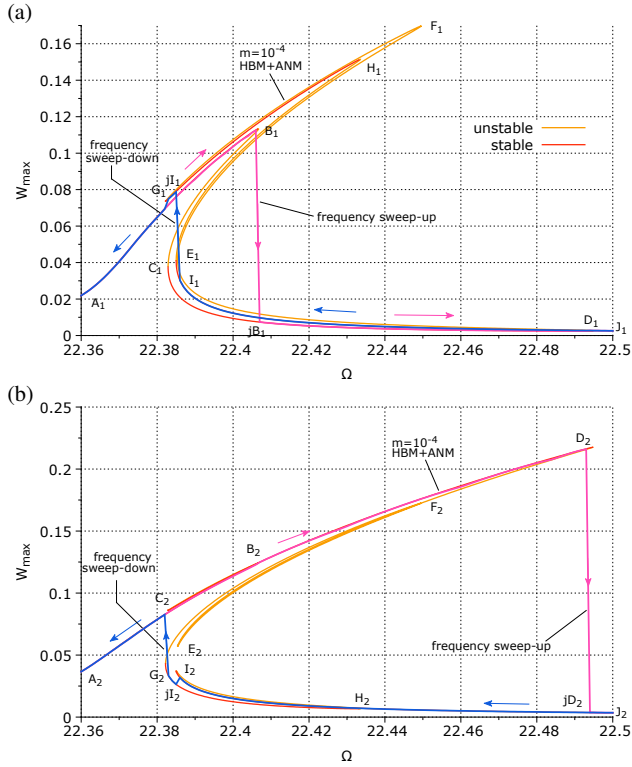 (a)
0.16
0.14
0.12
0.1
0.08
0.06
0.04
0.02
0
Wmax
F1
m=10-4
HBM+ANM
H1
B1
unstable
stable
frequency
sweep-down
jI1
G1
frequency sweep-up
C1
E1
I1
A1
jB1
D1
J1
22.36 22.38 22.4 22.42 22.44 22.46 22.48 22.5
Ω
(b)
0.25
0.2
0.15
0.1
0.05
0
Wmax
D2
m=10-4
HBM+ANM
F2
B2
frequency
sweep-down
C2
E2
frequency sweep-up
A2
G2
I2
jI2
H2
jD2
J2
22.36 22.38 22.4 22.42 22.44 22.46 22.48 22.5
Ω